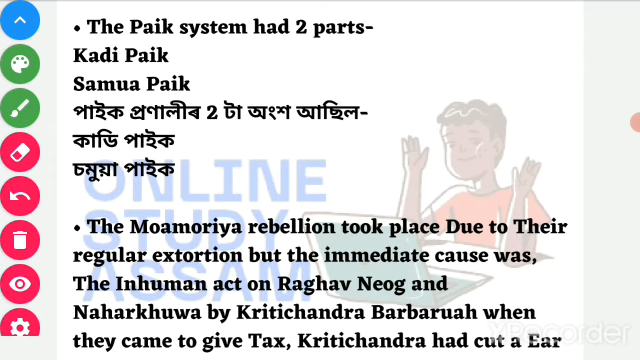 • The Paik system had 2 parts-
Kadi Paik
Samua Paik
পাইক প্ৰণালীৰ 2 টা অংশ আছিল-
কাডি পাইক
চমুয়া পাইক
ONLINE
STUDY
ASSAM
• The Moamoriya rebellion took place Due to Their
regular extortion but the immediate cause was,
The Inhuman act on Raghav Neog and
Naharkhuwa by Kritichandra Barbaruah when
they came to give Tax, Kritichandra had cut a Ear
XRecorder